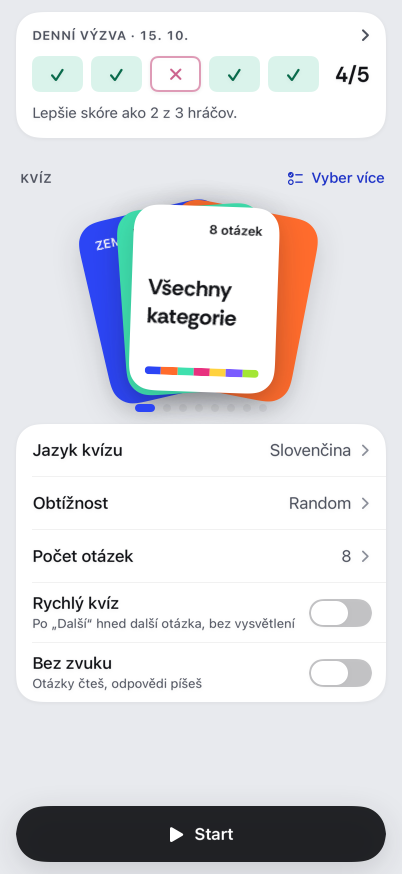 DENNÍ VÝZVA · 15. 10.
4/5
Lepšie skóre ako 2 z 3 hráčov.
KVÍZ
Vyber více
8 otázek
Všechny
kategorie
Jazyk kvízu
Slovenčina
Obtížnost
Random
Počet otázek
8
Rychlý kvíz
Po „Další“ hned další otázka, bez vysvětlení
Bez zvuku
Otázky čteš, odpovědi píšeš
Start